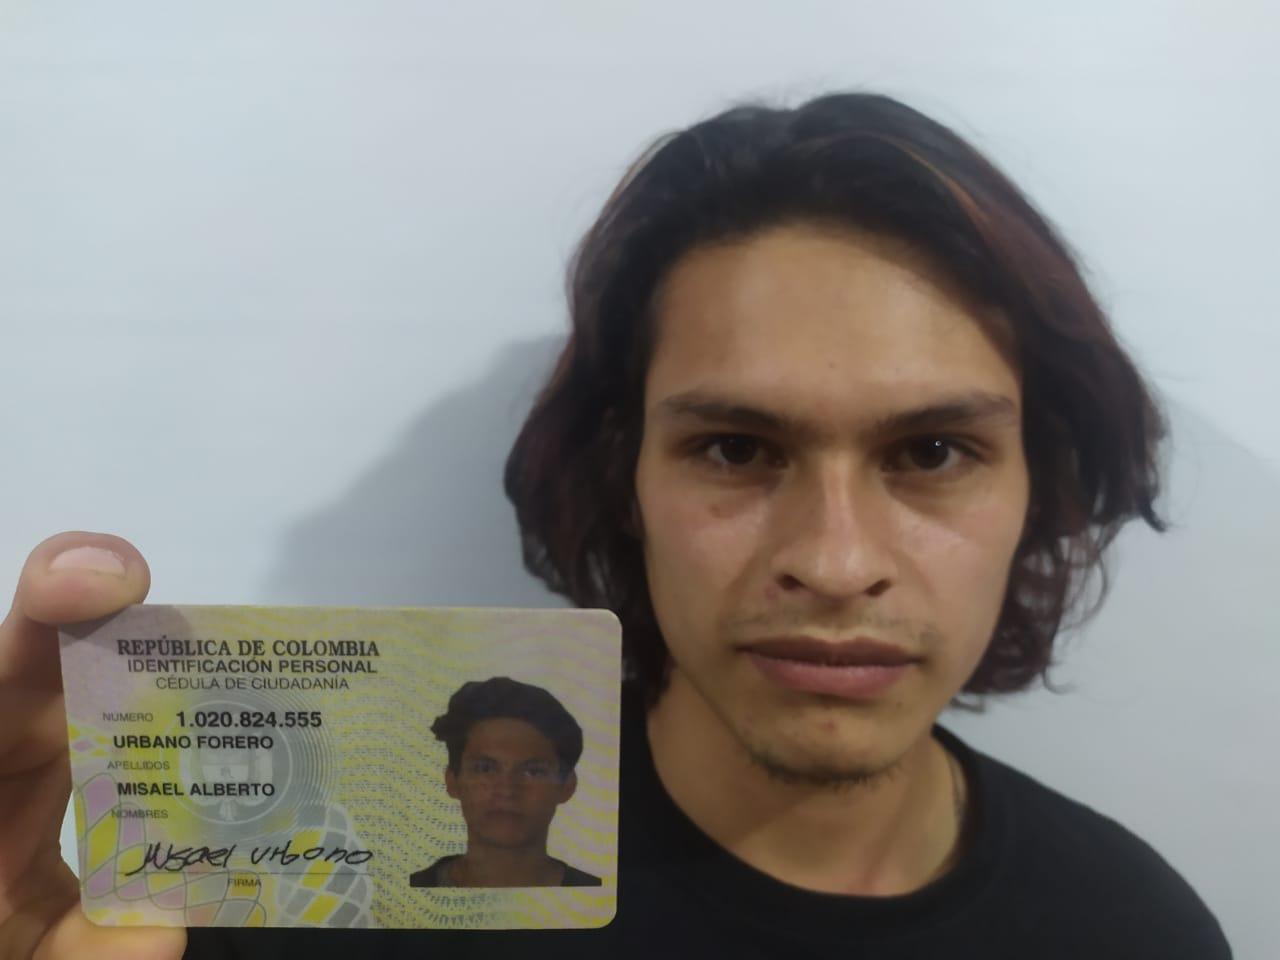 REPÚBLICA DE COLOMBIA
IDENTIFICACIÓN PERSONAL
CÉDULA DE CIUDADANÍA
NUMERO 1.020.824.555
URBANO FORERO
APELLIDOS
MISAEL ALBERTO
NOMBRES
Misael Urbano
FIRMA